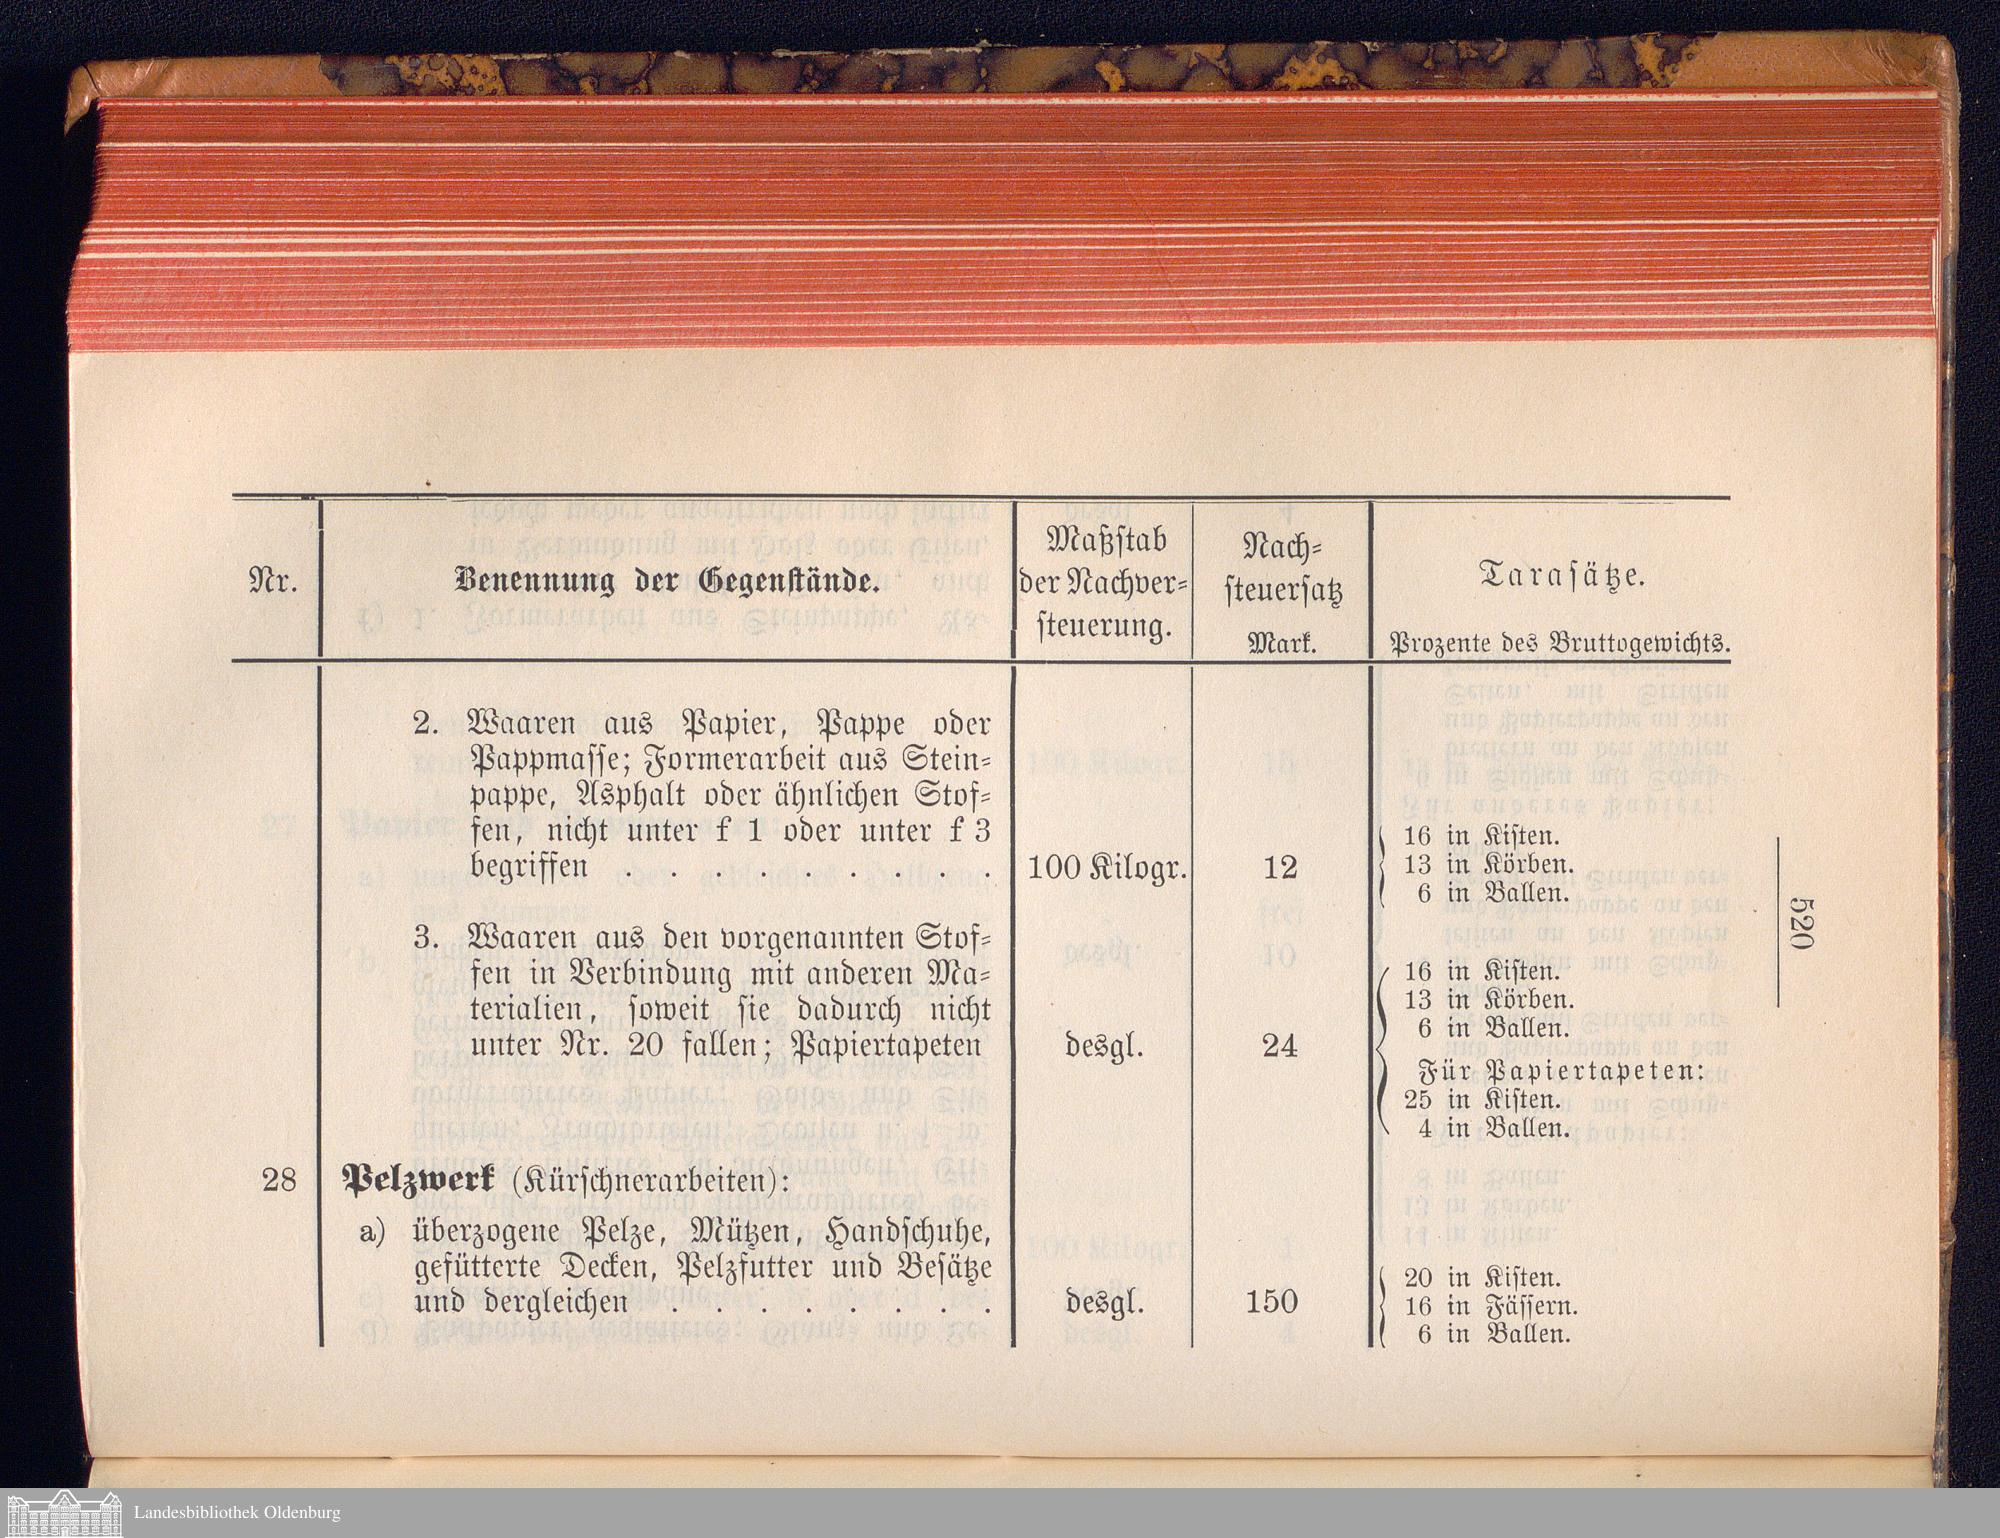 Nr.
Benennung der Gegenstände.
Maßstab
der Nachver-
steuerung.
Nach-
steuersatz
Mark.
Tarasätze.
Prozente des Bruttogewichts.
2. Waaren aus Papier, Pappe oder
Pappmasse; Formerarbeit aus Stein-
pappe, Asphalt oder ähnlichen Stof-
fen, nicht unter f 1 oder unter f 3
begriffen . . . . . . . . .
100 Kilogr.
12
16 in Kisten.
13 in Körben.
6 in Ballen.
3. Waaren aus den vorgenannten Stof-
fen in Verbindung mit anderen Ma-
terialien, soweit sie dadurch nicht
unter Nr. 20 fallen; Papiertapeten
desgl.
24
16 in Kisten.
13 in Körben.
6 in Ballen.
Für Papiertapeten:
25 in Kisten.
4 in Ballen.
28
Pelzwerk (Kürschnerarbeiten):
a) überzogene Pelze, Mützen, Handschuhe,
gefütterte Decken, Pelzfutter und Besätze
und dergleichen . . . . . . . .
desgl.
150
20 in Kisten.
16 in Fässern.
6 in Ballen.
520
Landesbibliothek Oldenburg